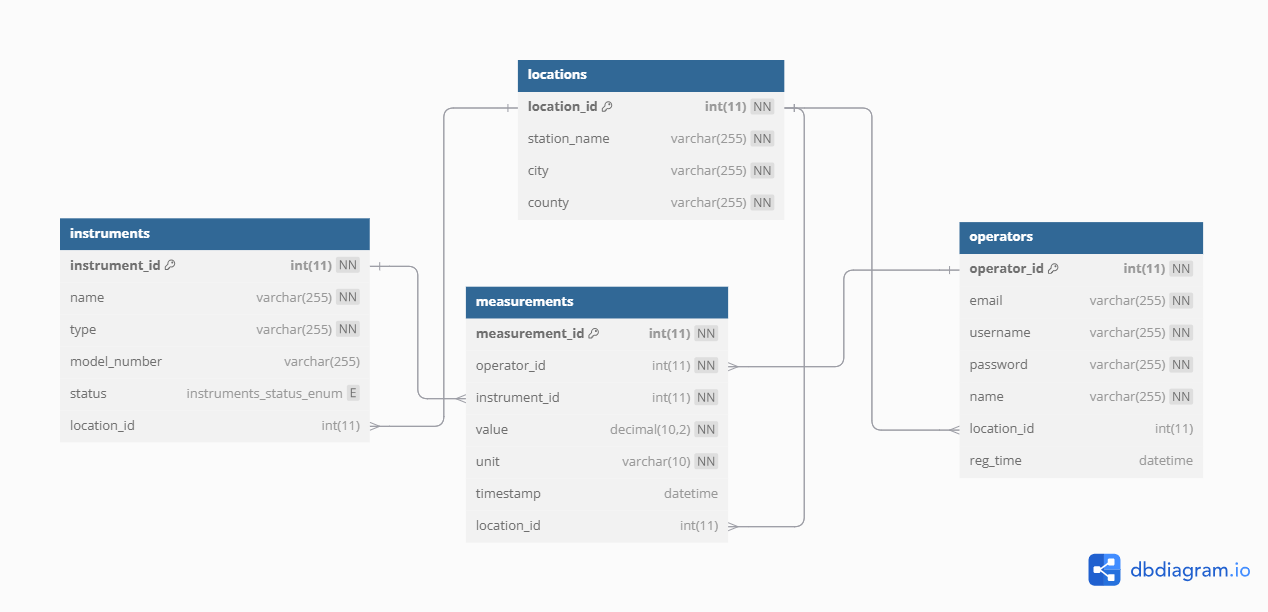 locations
location_id int(11) NN
station_name varchar(255) NN
city varchar(255) NN
county varchar(255) NN
instruments
instrument_id int(11) NN
name varchar(255) NN
type varchar(255) NN
model_number varchar(255)
status instruments_status_enum E
location_id int(11)
measurements
measurement_id int(11) NN
operator_id int(11) NN
instrument_id int(11) NN
value decimal(10,2) NN
unit varchar(10) NN
timestamp datetime
location_id int(11)
operators
operator_id int(11) NN
email varchar(255) NN
username varchar(255) NN
password varchar(255) NN
name varchar(255) NN
location_id int(11)
reg_time datetime
dbdiagram.io